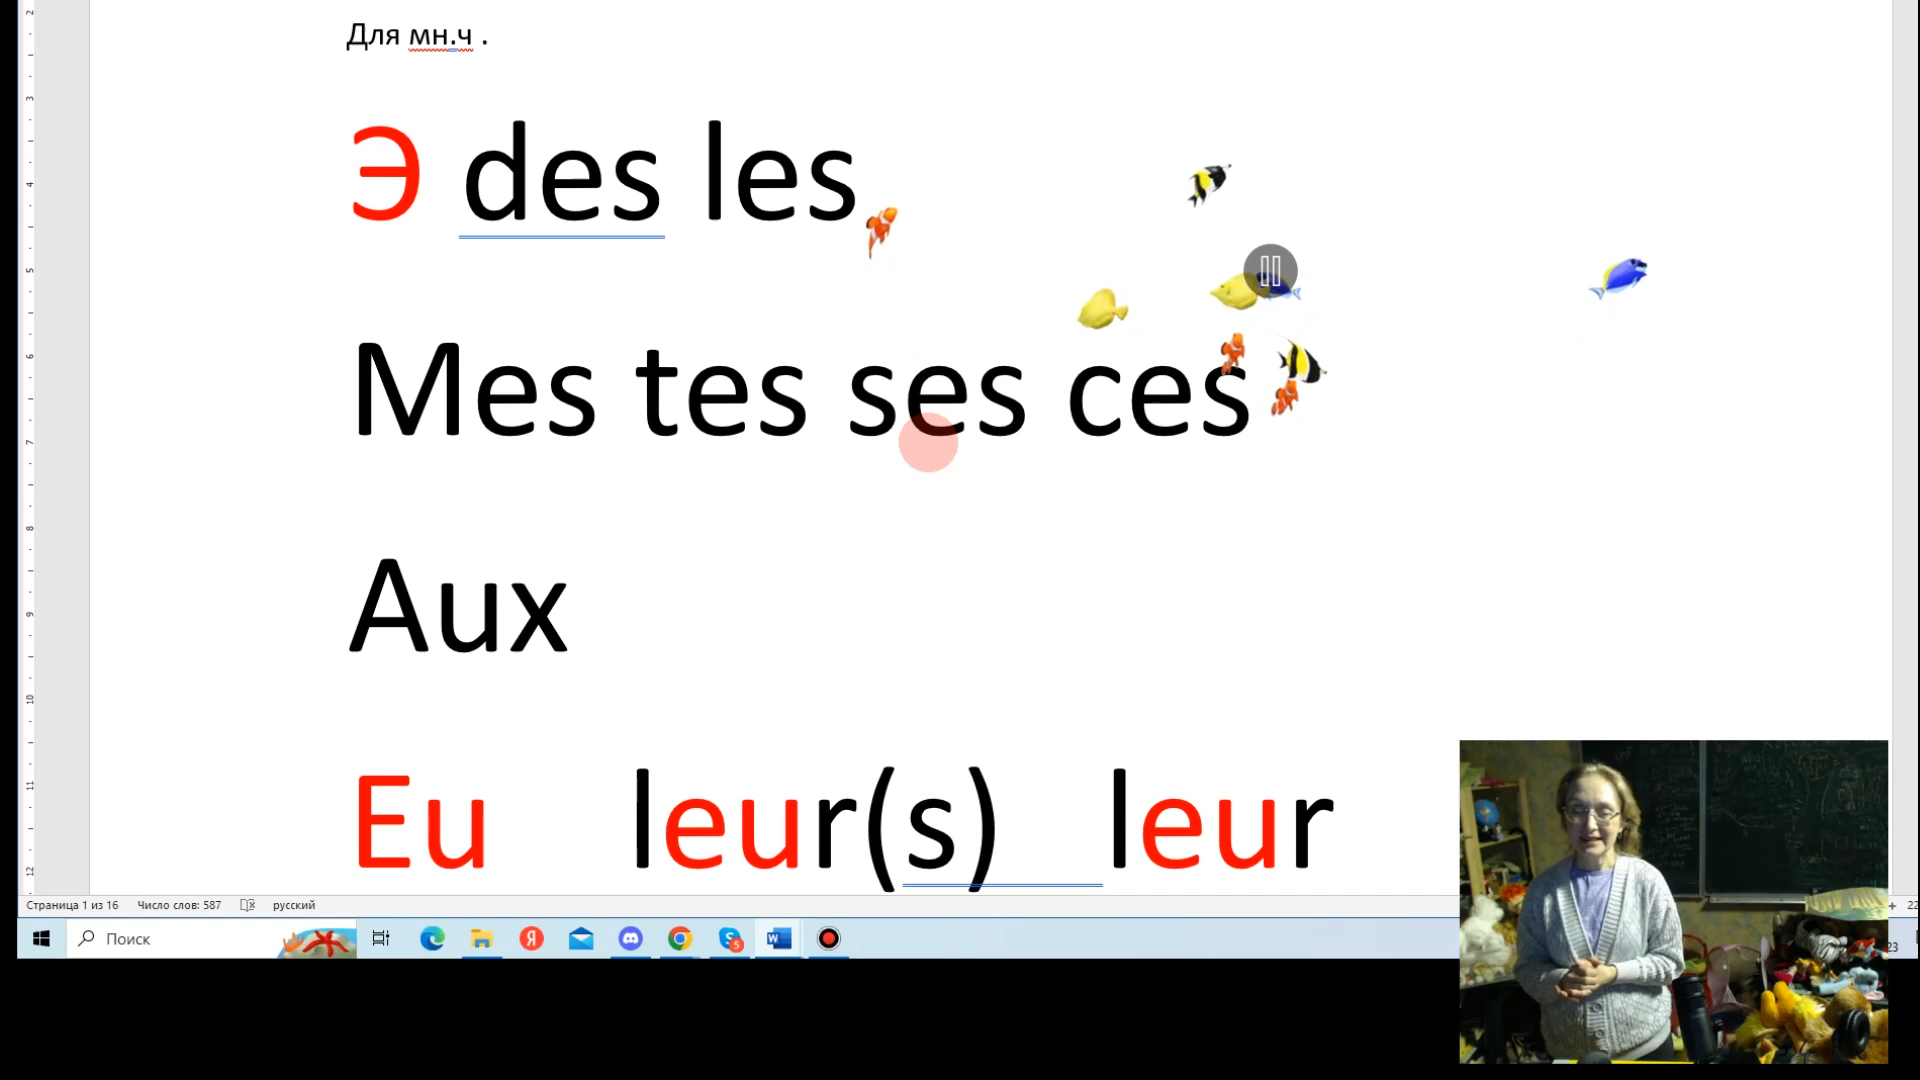 Для мн.ч .
Э des les
Mes tes ses ces
Aux
Eu leur(s) leur
Страница 1 из 16 Число слов: 587 русский
Поиск